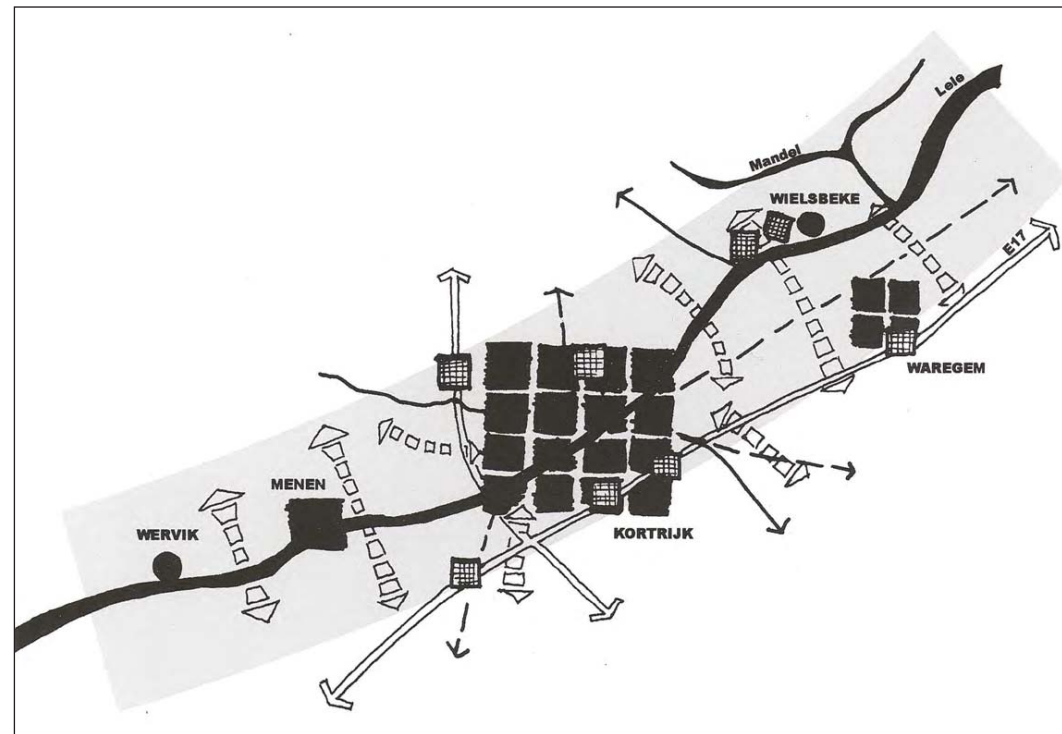 Leie
Mandel
WIELSBEKE
E17
WAREGEM
MENEN
WERVIK
KORTRIJK